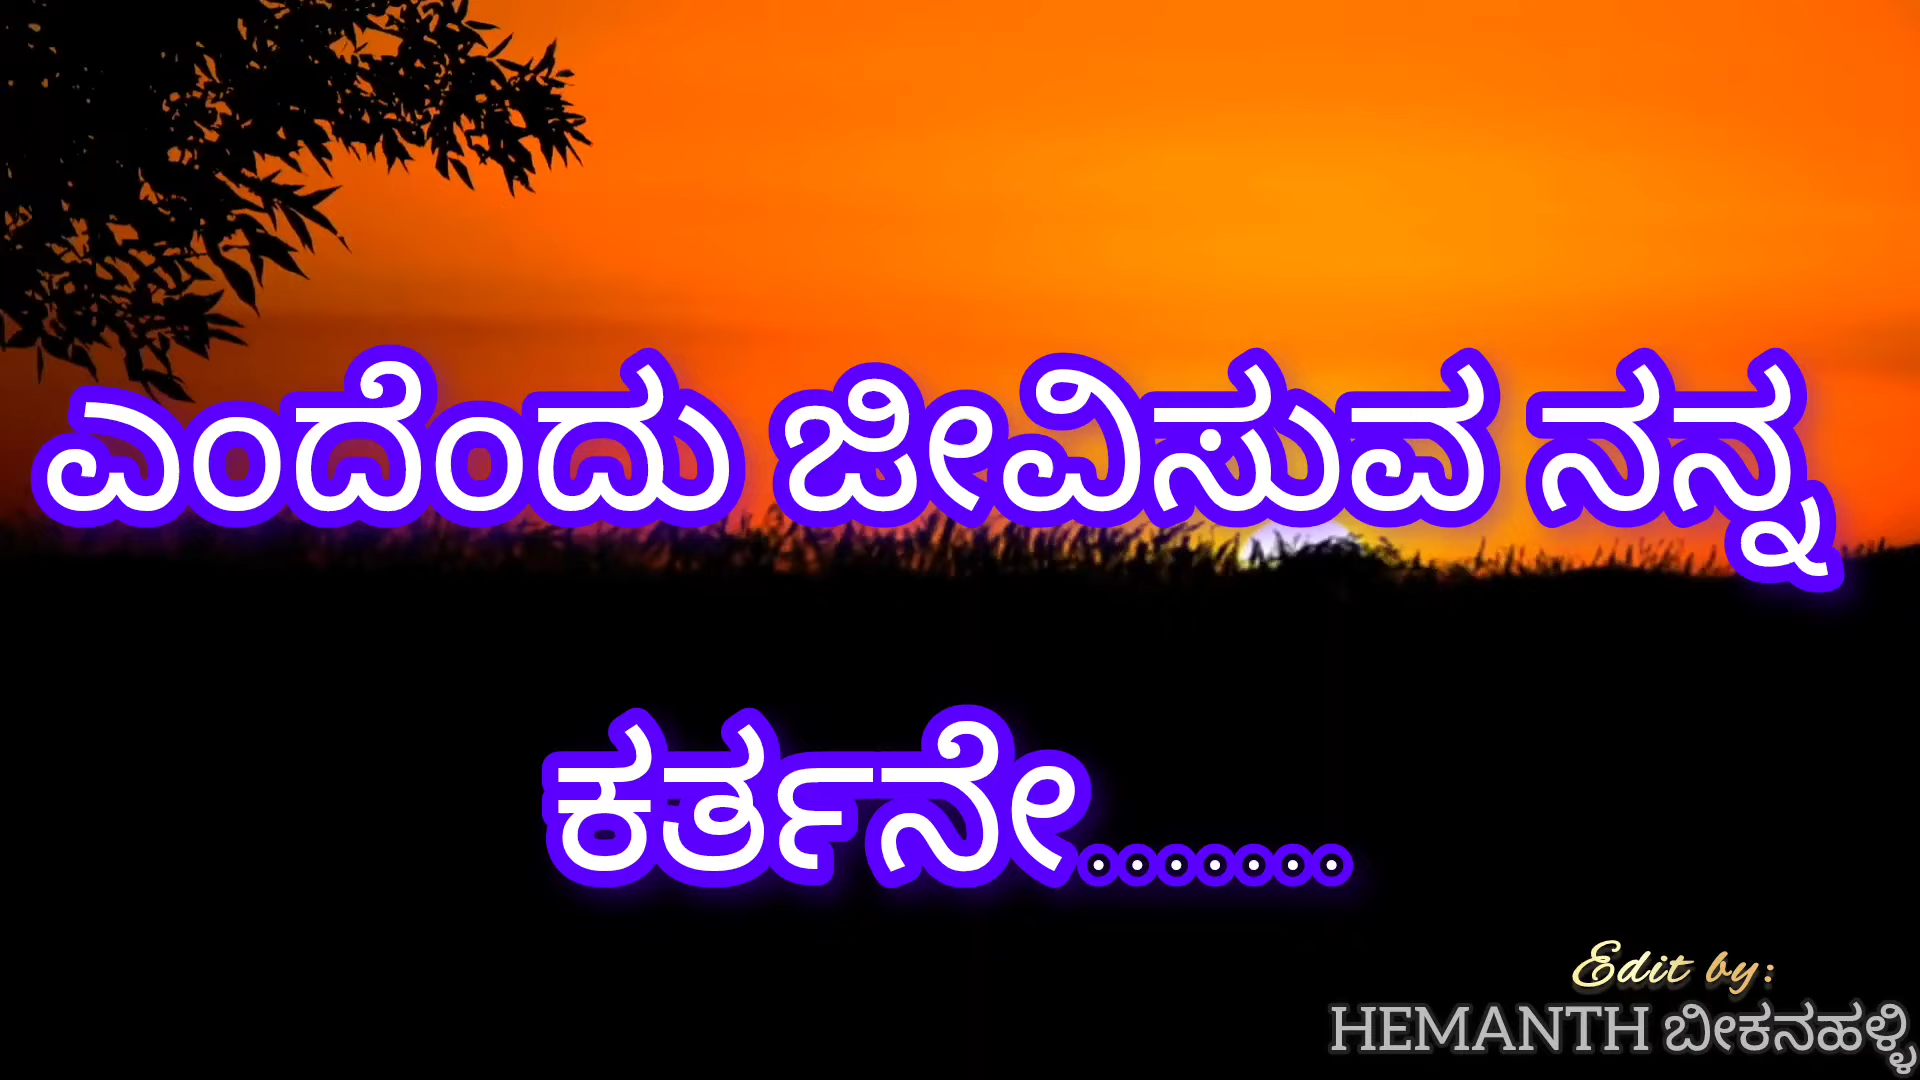 ಎಂದೆಂದು ಜೀವಿಸುವ ನನ್ನ
ಕರ್ತನೇ.......
Edit by:
HEMANTH ಬೀಕನಹಳ್ಳಿ